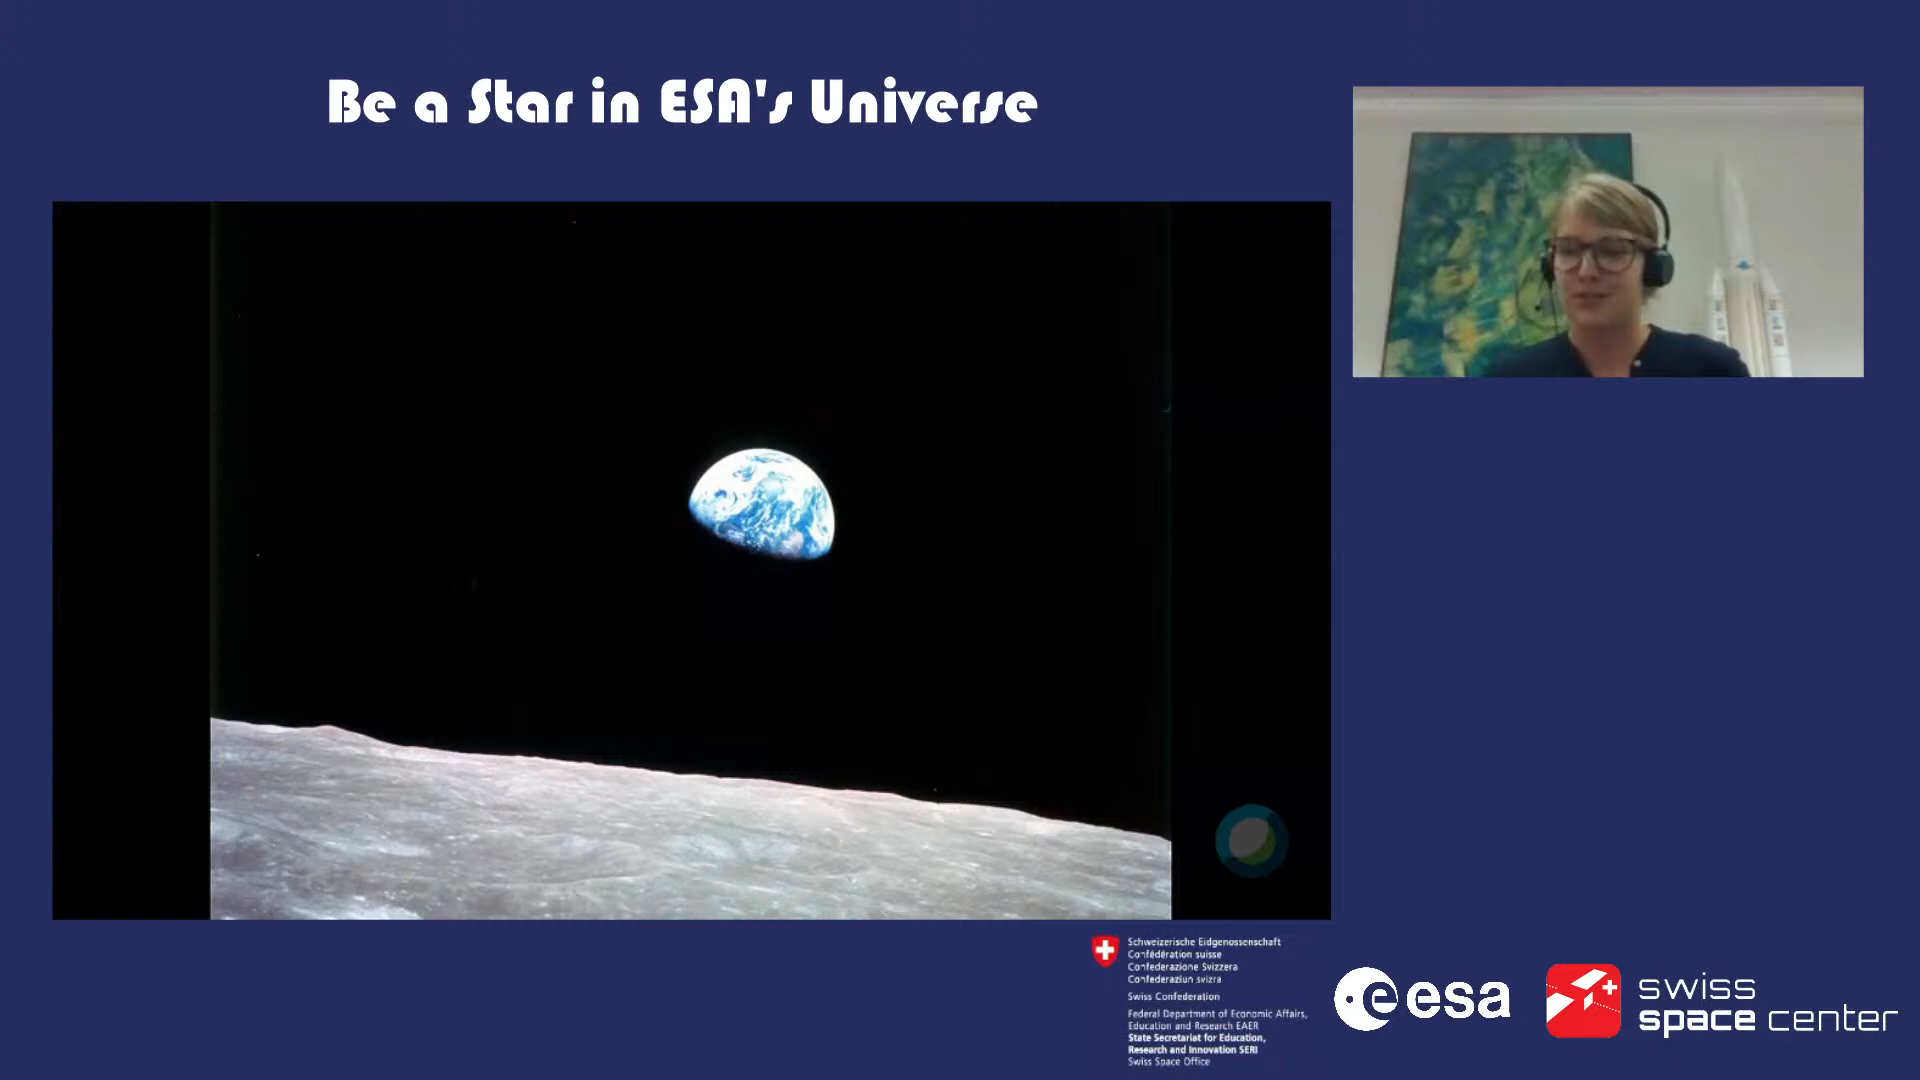 Be a Star in ESA's Universe
Schweizerische Eidgenossenschaft
Confédération suisse
Confederazione Svizzera
Confederaziun svizra
Swiss Confederation
Federal Department of Economic Affairs,
Education and Research EAER
State Secretariat for Education,
Research and Innovation SERI
Swiss Space Office
esa
swiss
space center